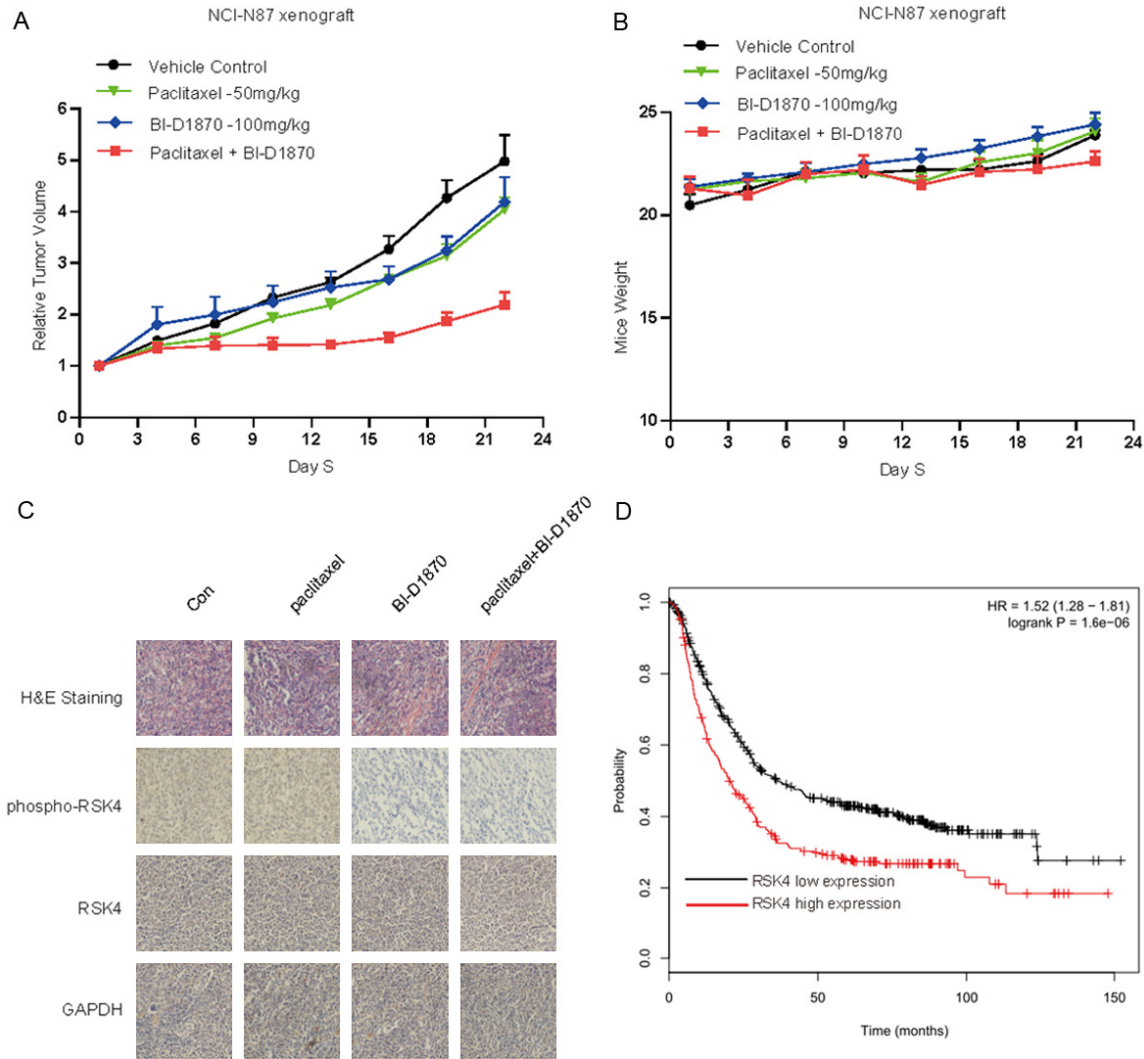 A
NCI-N87 xenograft
Vehicle Control
Paclitaxel -50mg/kg
BI-D1870 -100mg/kg
Paclitaxel + BI-D1870
Relative Tumor Volume
6
5
4
3
2
1
0
0 3 6 9 12 15 18 21 24
Day S
B
NCI-N87 xenograft
Vehicle Control
Paclitaxel -50mg/kg
BI-D1870 -100mg/kg
Paclitaxel + BI-D1870
Mice Weight
25
20
15
10
0 3 6 9 12 15 18 21 24
Day S
C
Con
paclitaxel
BI-D1870
paclitaxel+BI-D1870
H&E Staining
phospho-RSK4
RSK4
GAPDH
D
HR = 1.52 (1.28 − 1.81)
logrank P = 1.6e−06
Probability
1.0
0.8
0.6
0.4
0.2
0.0
RSK4 low expression
RSK4 high expression
0 50 100 150
Time (months)